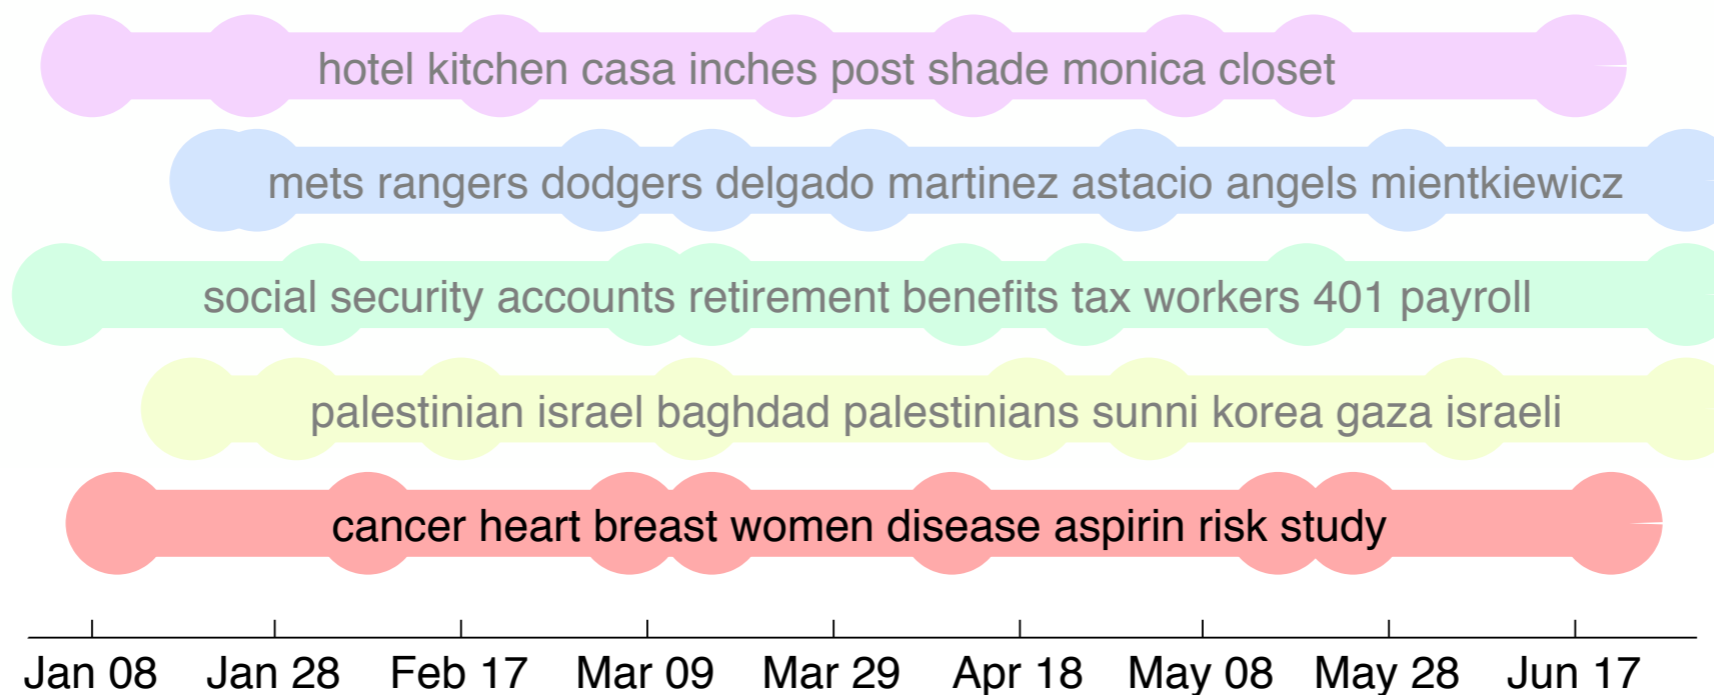 hotel kitchen casa inches post shade monica closet
mets rangers dodgers delgado martinez astacio angels mientkiewicz
social security accounts retirement benefits tax workers 401 payroll
palestinian israel baghdad palestinians sunni korea gaza israeli
cancer heart breast women disease aspirin risk study
Jan 08 Jan 28 Feb 17 Mar 09 Mar 29 Apr 18 May 08 May 28 Jun 17